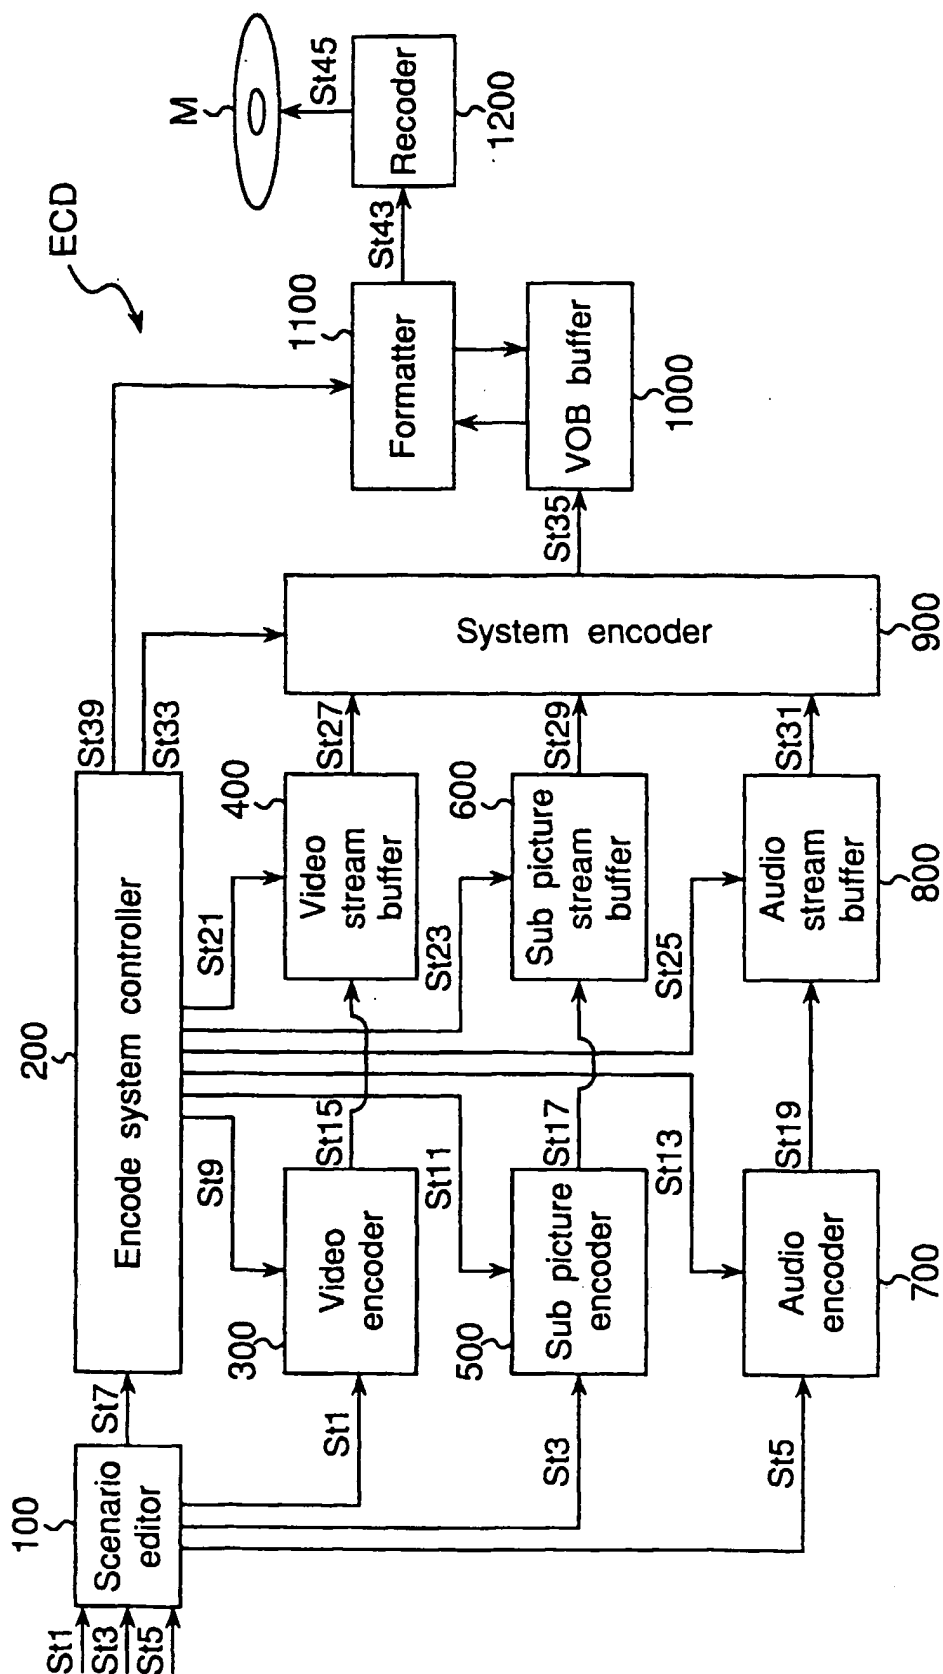 St1
St3
St5
100
Scenario
editor
St7
200
Encode system controller
St39
St33
ECD
St1
St3
St5
St9
St11
St13
St21
St23
St25
300
Video
encoder
St15
400
Video
stream
buffer
St27
500
Sub picture
encoder
St17
600
Sub picture
stream
buffer
St29
700
Audio
encoder
St19
800
Audio
stream
buffer
St31
System encoder
900
St35
VOB buffer
1000
1100
Formatter
St43
Recoder
1200
St45
M